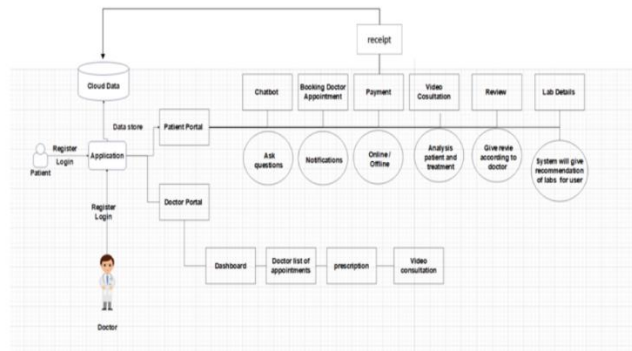 receipt
Cloud Data
Chatbot
Booking Doctor
Appointment
Payment
Video
Cosultation
Review
Lab Details
Data store
Patient Portal
Register
Login
Patient
Application
Ask
questions
Notifications
Online /
Offline
Analysis
patient and
treatment
Give revie
according to
doctor
System will give
recommendation
of labs for user
Register
Login
Doctor Portal
Dashboard
Doctor list of
appointments
prescription
Video
consultation
Doctor